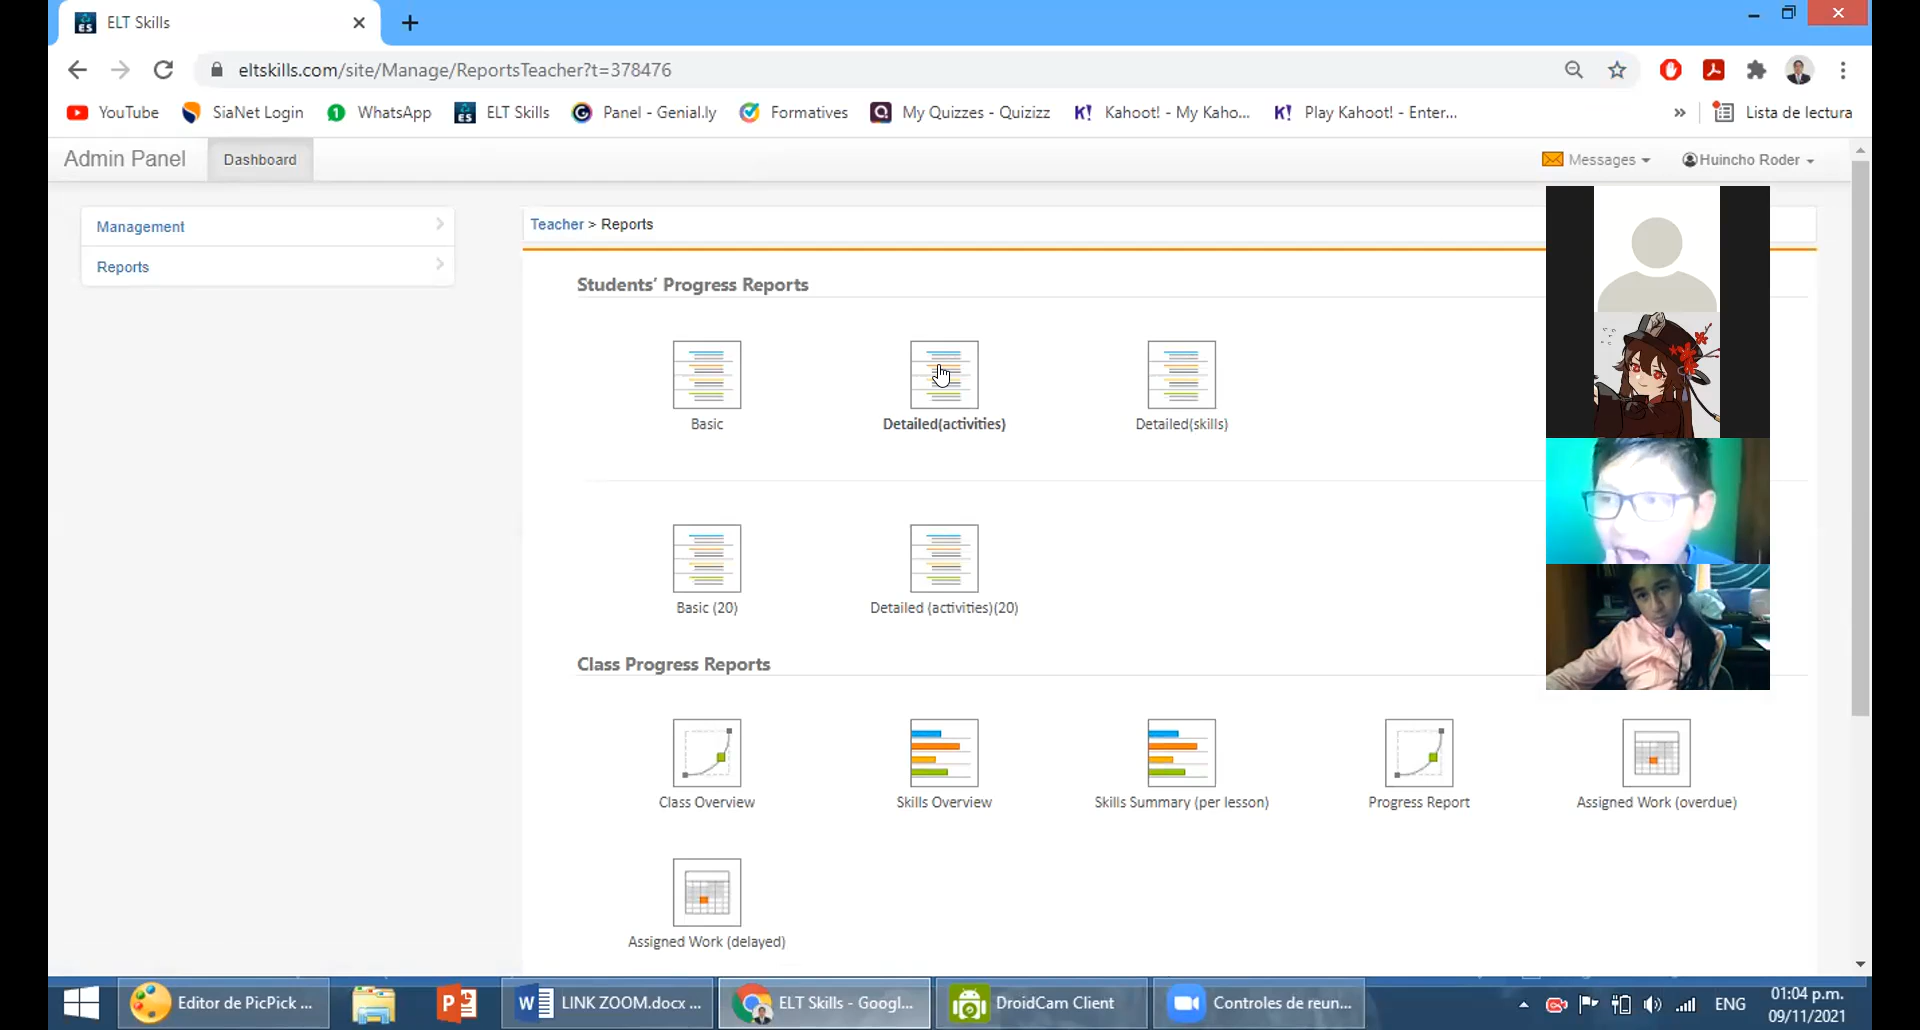 ELT Skills
eltskills.com/site/Manage/ReportsTeacher?t=378476
YouTube SiaNet Login WhatsApp ELT Skills Panel - Genial.ly Formatives My Quizzes - Quizizz Kahoot! - My Kaho... Play Kahoot! - Enter... » Lista de lectura
Admin Panel Dashboard Messages Huincho Roder
Management
Reports
Teacher > Reports
Students’ Progress Reports
Basic Detailed(activities) Detailed(skills)
Basic (20) Detailed (activities)(20)
Class Progress Reports
Class Overview Skills Overview Skills Summary (per lesson) Progress Report Assigned Work (overdue)
Assigned Work (delayed)
Editor de PicPick ... LINK ZOOM.docx ... ELT Skills - Googl... DroidCam Client Controles de reun... ENG 01:04 p.m.
09/11/2021